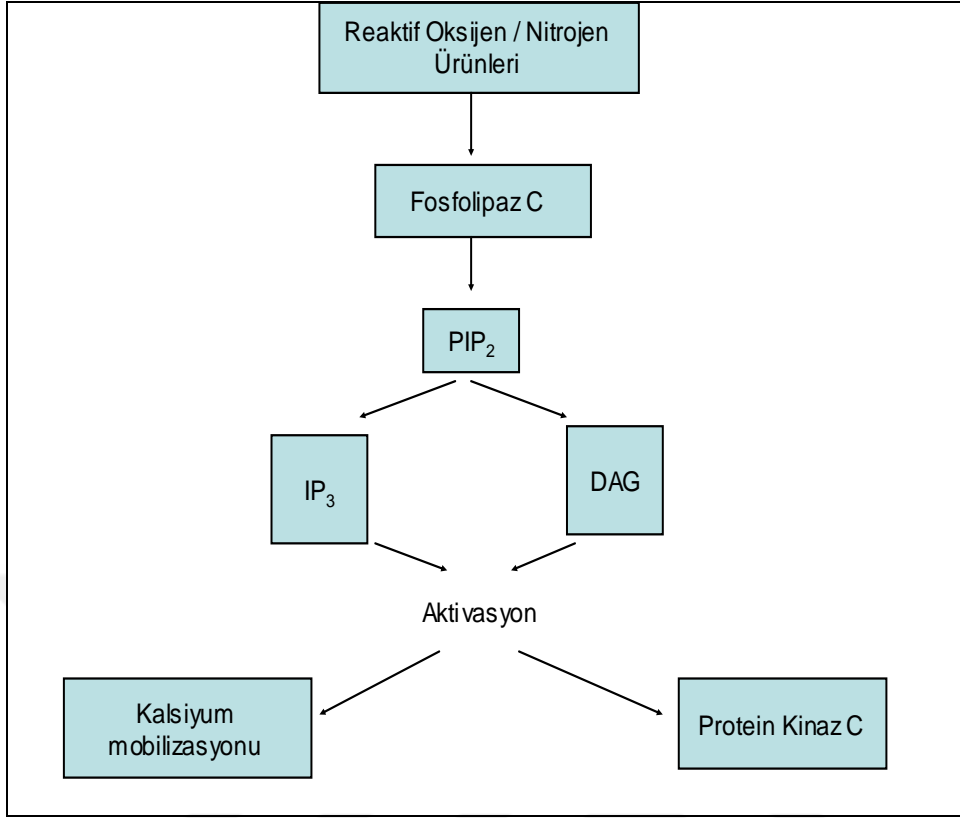 Reaktif Oksijen / Nitrojen
Ürünleri
Fosfolipaz C
PIP₂
IP₃
DAG
Aktivasyon
Kalsiyum
mobilizasyonu
Protein Kinaz C